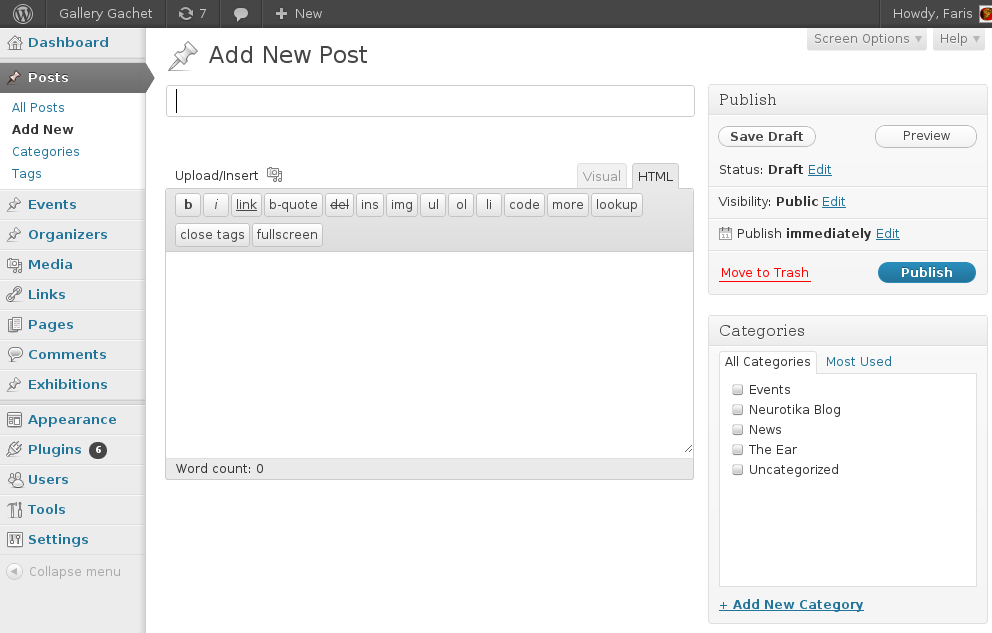 Gallery Gachet 7 + New Howdy, Faris
Screen Options Help
Dashboard
Posts
All Posts
Add New
Categories
Tags
Events
Organizers
Media
Links
Pages
Comments
Exhibitions
Appearance
Plugins 6
Users
Tools
Settings
Collapse menu
Add New Post
Upload/Insert Visual HTML
b i link b-quote del ins img ul ol li code more lookup
close tags fullscreen
Word count: 0
Publish
Save Draft Preview
Status: Draft Edit
Visibility: Public Edit
Publish immediately Edit
Move to Trash Publish
Categories
All Categories Most Used
Events
Neurotika Blog
News
The Ear
Uncategorized
+ Add New Category